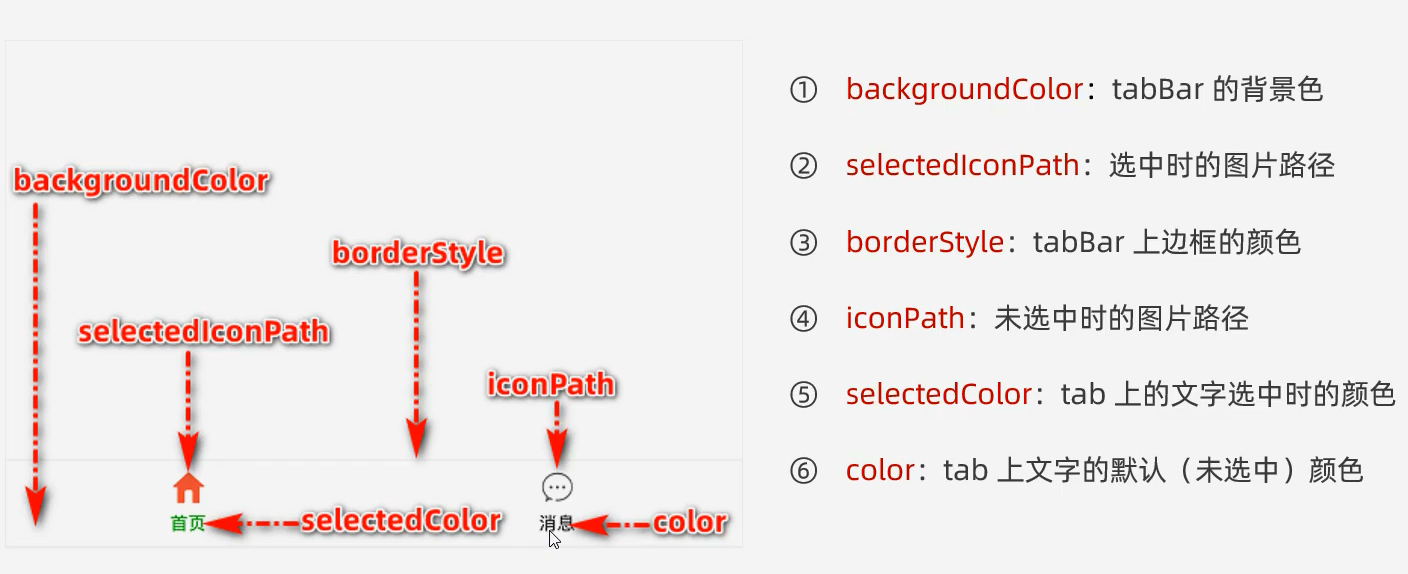 backgroundColor
borderStyle
selectedIconPath
iconPath
首页
selectedColor
消息
color
① backgroundColor：tabBar 的背景色
② selectedIconPath：选中时的图片路径
③ borderStyle：tabBar 上边框的颜色
④ iconPath：未选中时的图片路径
⑤ selectedColor：tab 上的文字选中时的颜色
⑥ color：tab 上文字的默认（未选中）颜色